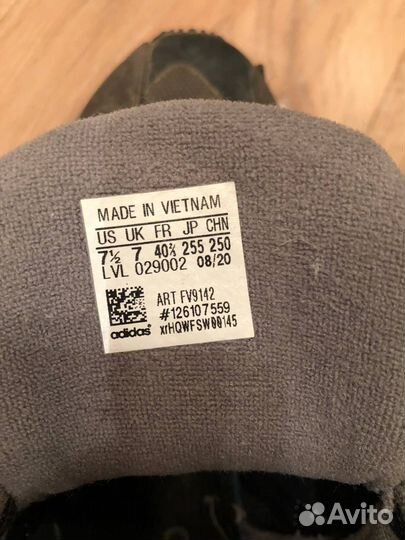 MADE IN VIETNAM
US UK FR JP CHN
7½ 7 40⅔ 255 250
LVL 029002 08/20
ART FV9142
#126107559
adidas® xrHQWFSW00145
Avito